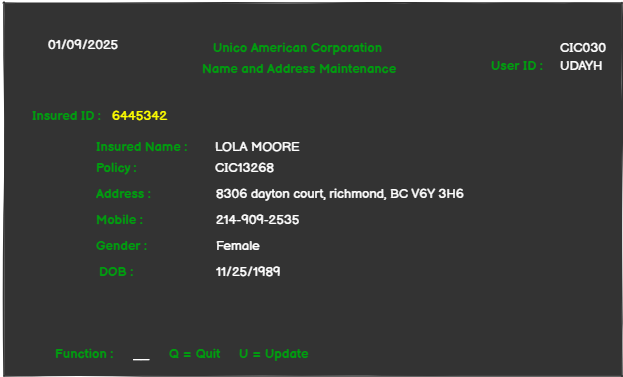 01/09/2025 Unico American Corporation CIC030
Name and Address Maintenance User ID : UDAYH
Insured ID : 6445342
Insured Name : LOLA MOORE
Policy : CIC13268
Address : 8306 dayton court, richmond, BC V6Y 3H6
Mobile : 214-909-2535
Gender : Female
DOB : 11/25/1989
Function : __ Q = Quit U = Update